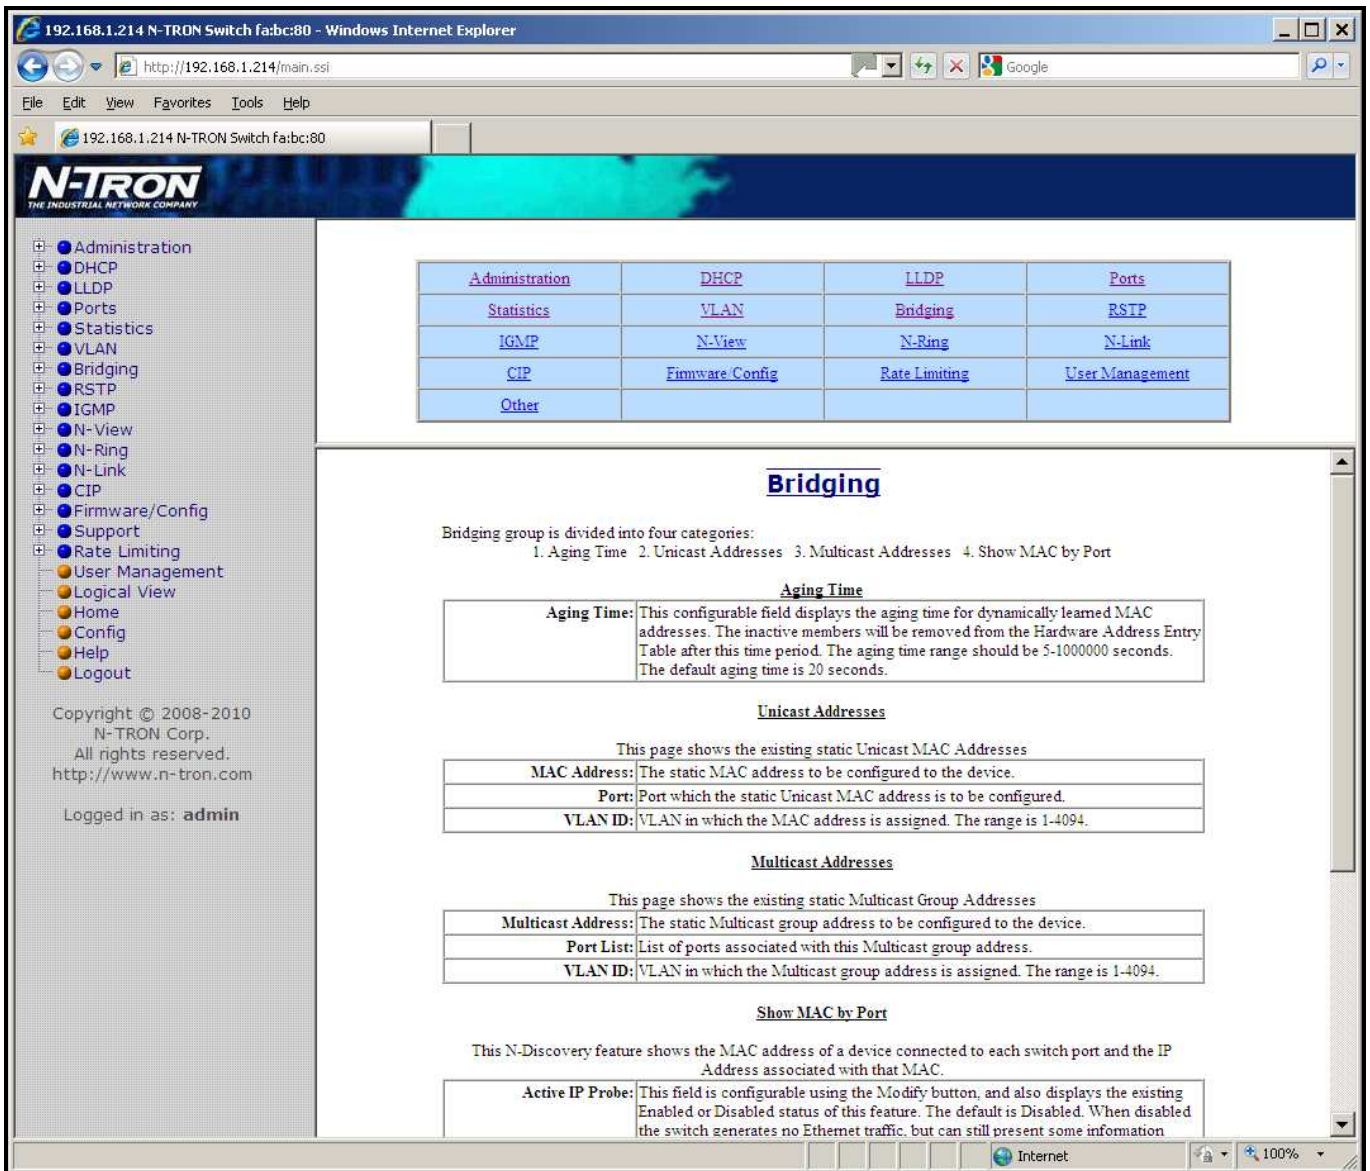 192.168.1.214 N-TRON Switch fa:bc:80 - Windows Internet Explorer
http://192.168.1.214/main.ssi
Google
File Edit View Favorites Tools Help
192.168.1.214 N-TRON Switch fa:bc:80
N-TRON
THE INDUSTRIAL NETWORK COMPANY
Administration
DHCP
LLDP
Ports
Statistics
VLAN
Bridging
RSTP
IGMP
N-View
N-Ring
N-Link
CIP
Firmware/Config
Support
Rate Limiting
User Management
Logical View
Home
Config
Help
Logout
Copyright © 2008-2010
N-TRON Corp.
All rights reserved.
http://www.n-tron.com
Logged in as: admin
Administration DHCP LLDP Ports
Statistics VLAN Bridging RSTP
IGMP N-View N-Ring N-Link
CIP Firmware/Config Rate Limiting User Management
Other
Bridging
Bridging group is divided into four categories:
1. Aging Time 2. Unicast Addresses 3. Multicast Addresses 4. Show MAC by Port
Aging Time
Aging Time: This configurable field displays the aging time for dynamically learned MAC
addresses. The inactive members will be removed from the Hardware Address Entry
Table after this time period. The aging time range should be 5-1000000 seconds.
The default aging time is 20 seconds.
Unicast Addresses
This page shows the existing static Unicast MAC Addresses
MAC Address: The static MAC address to be configured to the device.
Port: Port which the static Unicast MAC address is to be configured.
VLAN ID: VLAN in which the MAC address is assigned. The range is 1-4094.
Multicast Addresses
This page shows the existing static Multicast Group Addresses
Multicast Address: The static Multicast group address to be configured to the device.
Port List: List of ports associated with this Multicast group address.
VLAN ID: VLAN in which the Multicast group address is assigned. The range is 1-4094.
Show MAC by Port
This N-Discovery feature shows the MAC address of a device connected to each switch port and the IP
Address associated with that MAC.
Active IP Probe: This field is configurable using the Modify button, and also displays the existing
Enabled or Disabled status of this feature. The default is Disabled. When disabled
the switch generates no Ethernet traffic, but can still present some information
Internet
100%